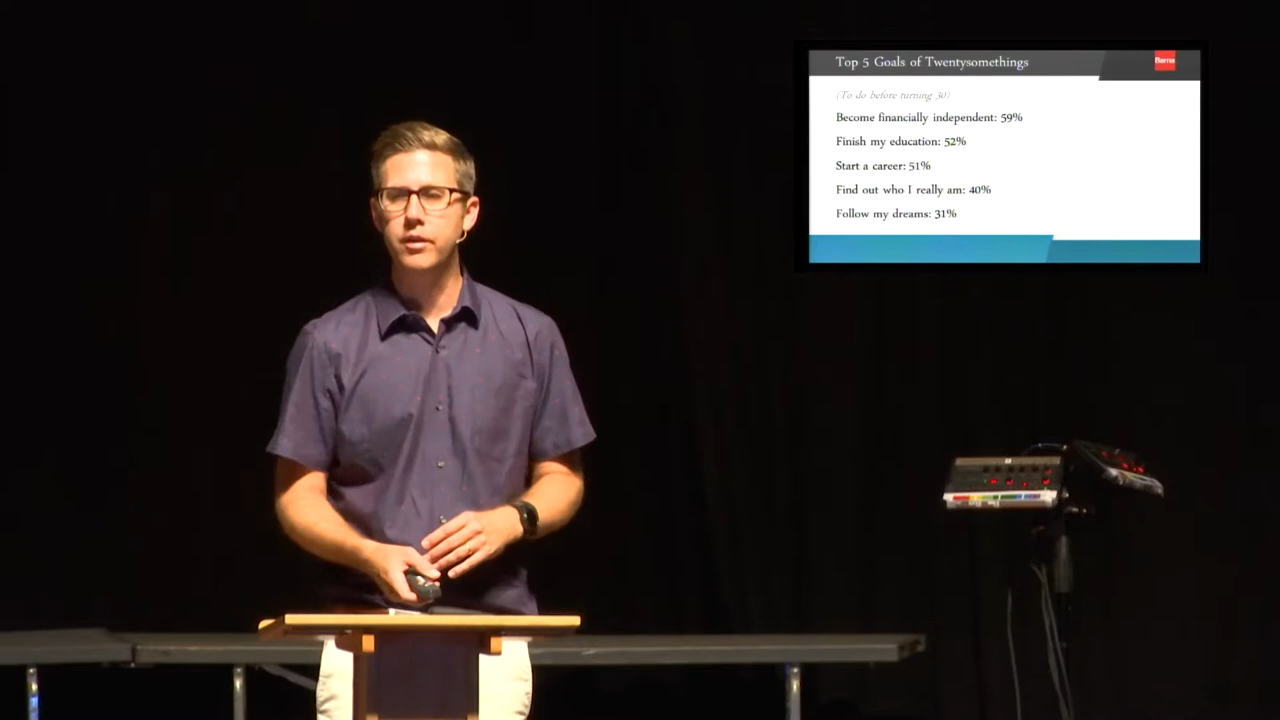 Top 5 Goals of Twentysomethings
Barna
(To do before turning 30)
Become financially independent: 59%
Finish my education: 52%
Start a career: 51%
Find out who I really am: 40%
Follow my dreams: 31%